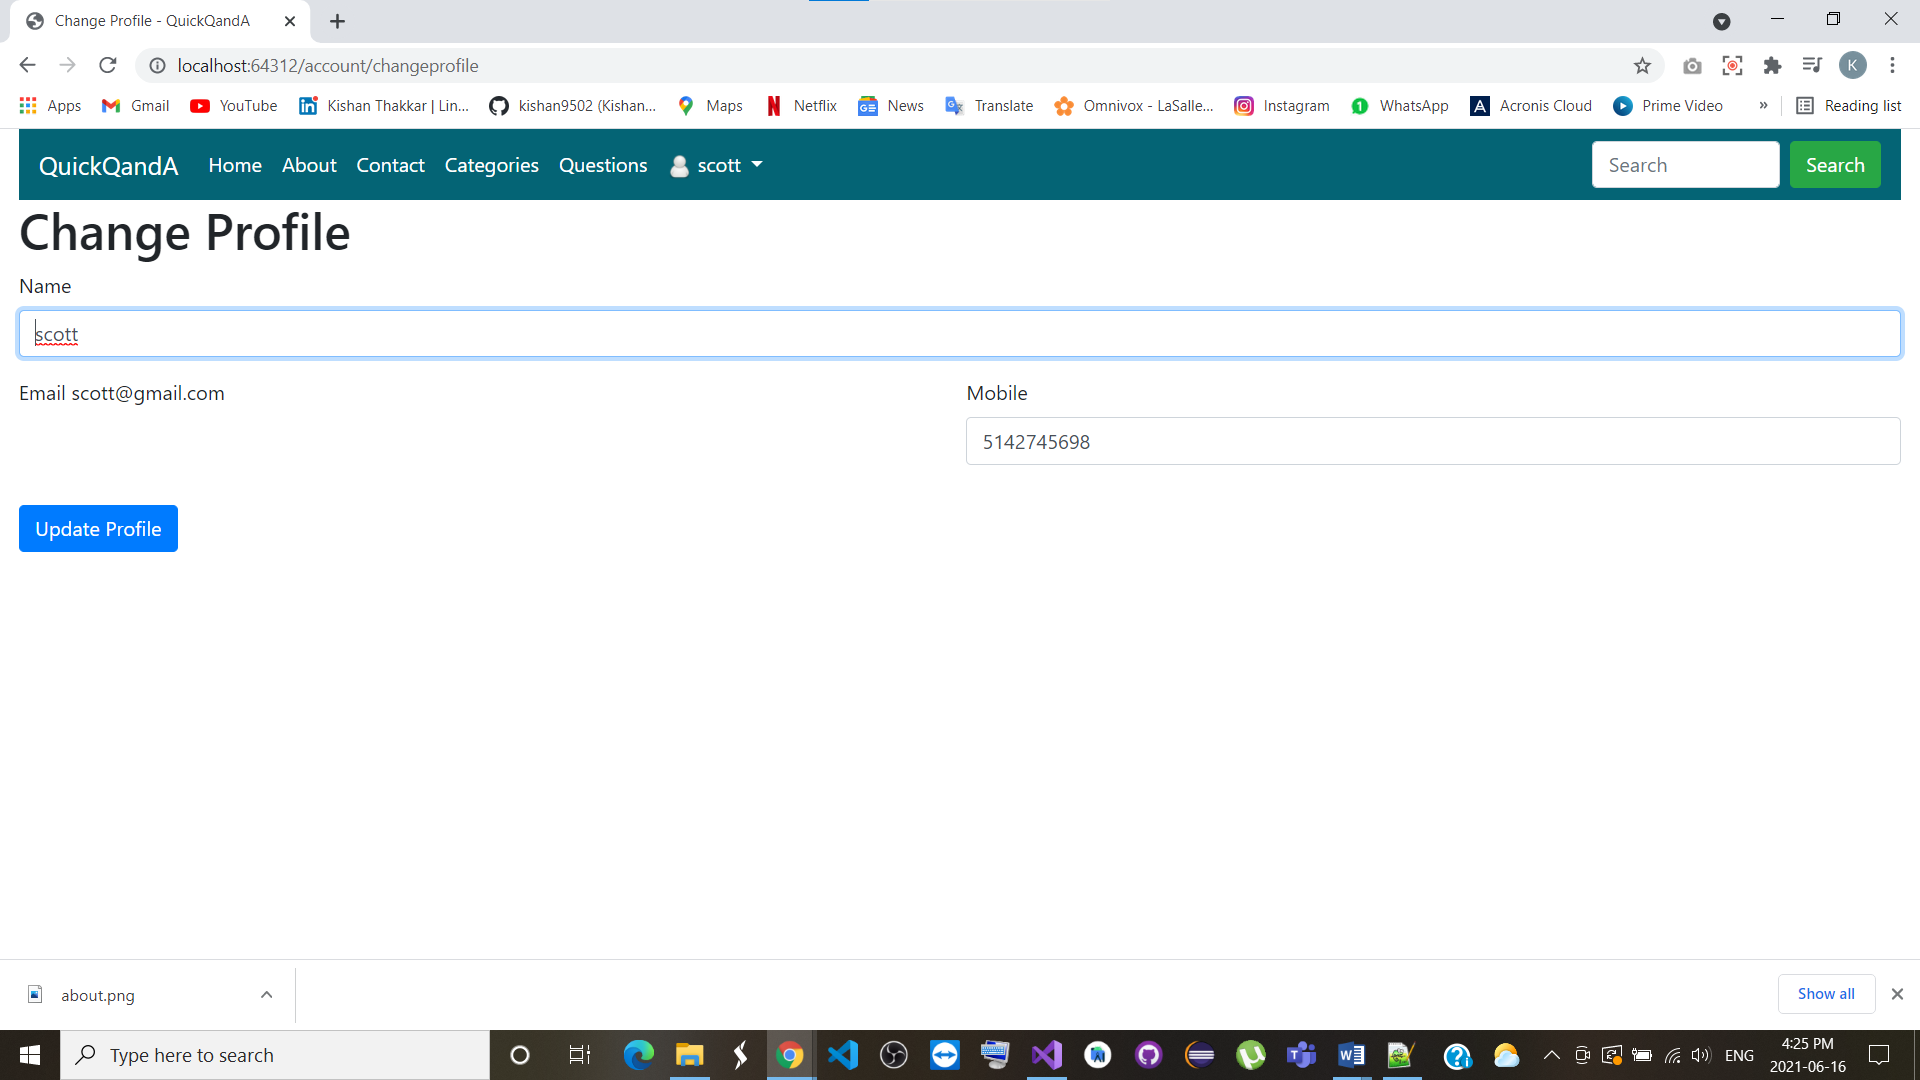 Change Profile - QuickQandA
localhost:64312/account/changeprofile
K
Apps Gmail YouTube Kishan Thakkar | Lin... kishan9502 (Kishan... Maps Netflix News Translate Omnivox - LaSalle... Instagram WhatsApp Acronis Cloud Prime Video » Reading list
QuickQandA Home About Contact Categories Questions scott Search Search
Change Profile
Name
scott
Email scott@gmail.com
Mobile
5142745698
Update Profile
about.png
Show all
Type here to search
ENG
4:25 PM
2021-06-16